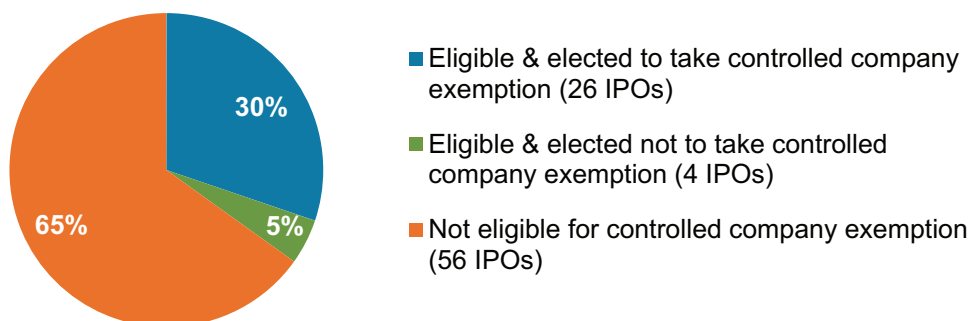 30%
5%
65%
Eligible & elected to take controlled company
exemption (26 IPOs)
Eligible & elected not to take controlled
company exemption (4 IPOs)
Not eligible for controlled company exemption
(56 IPOs)